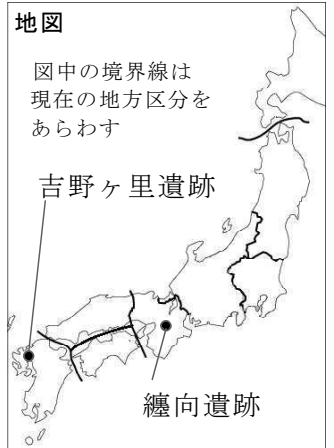 地図
図中の境界線は
現在の地方区分を
あらわす
吉野ヶ里遺跡
纏向遺跡